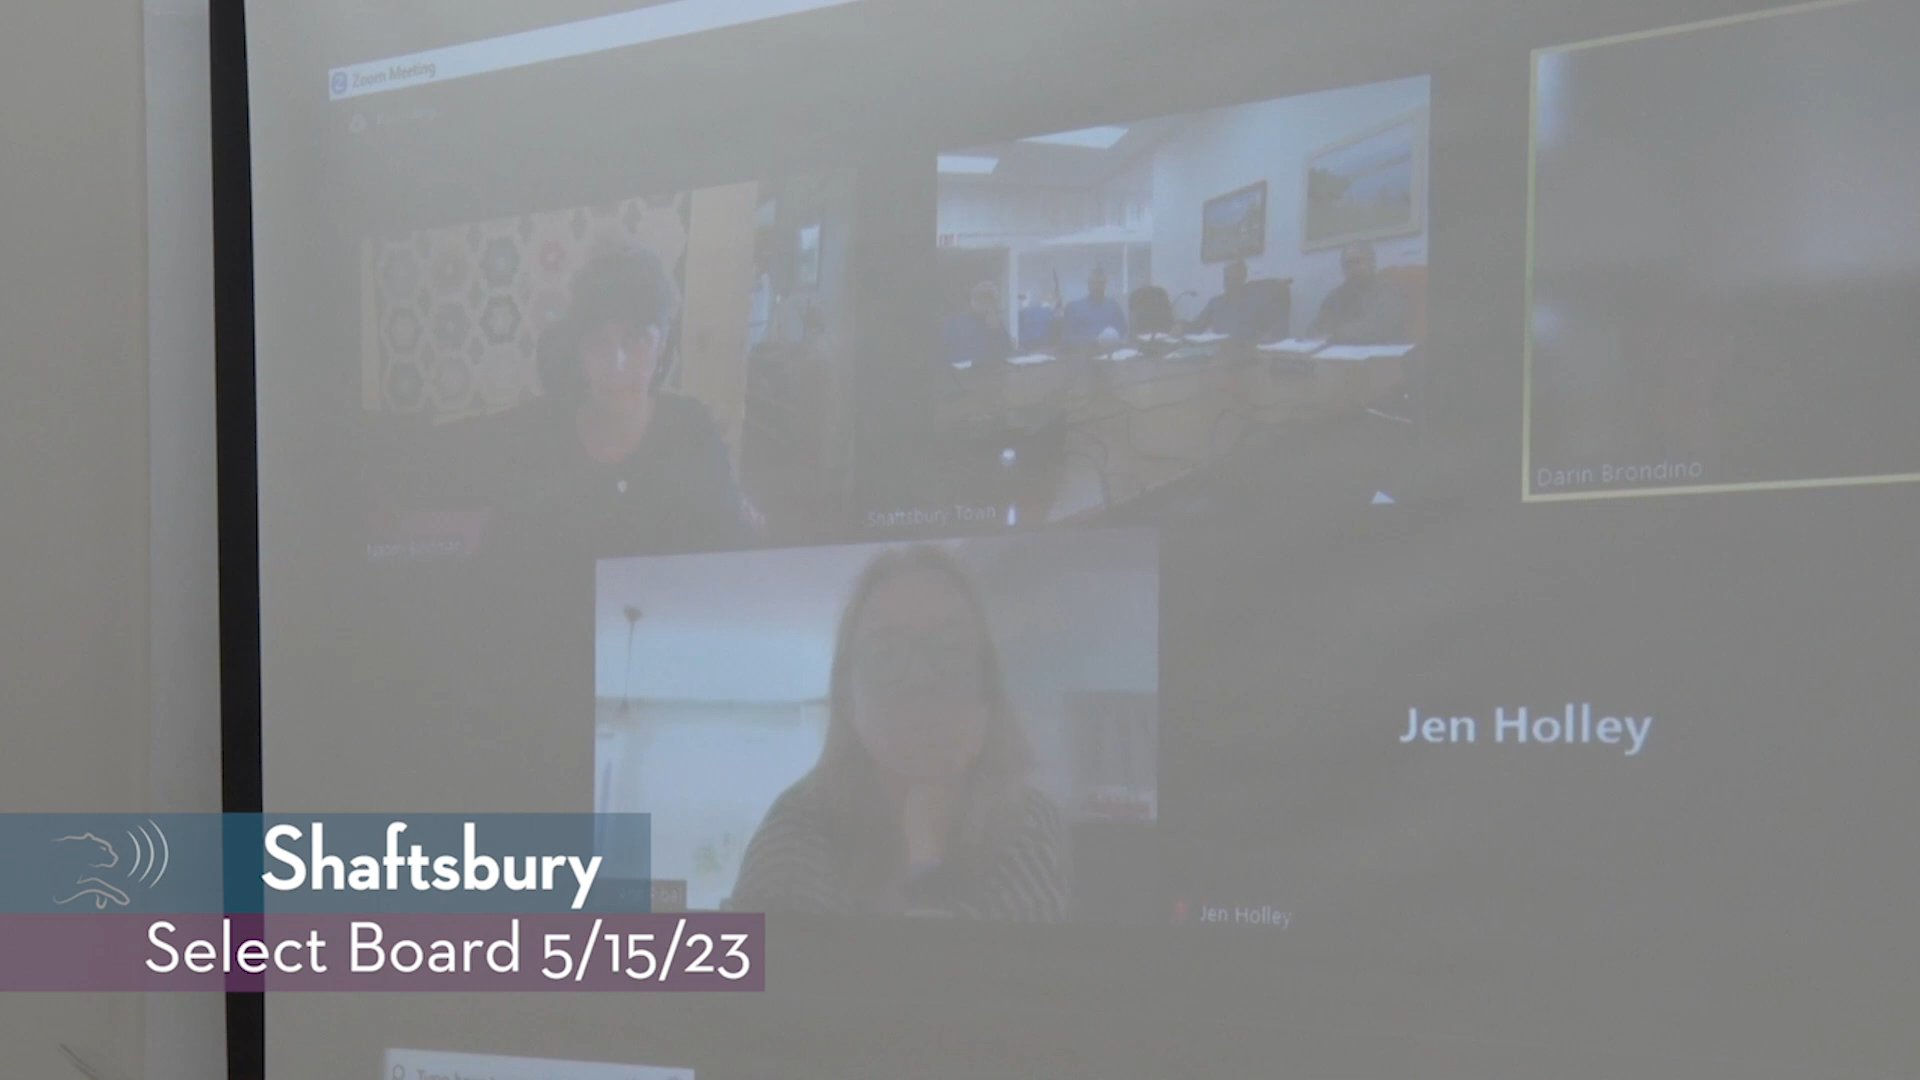 Zoom Meeting
Shaftsbury Town
Darin Brondino
Jen Holley
Jen Holley
Shaftsbury
Select Board 5/15/23